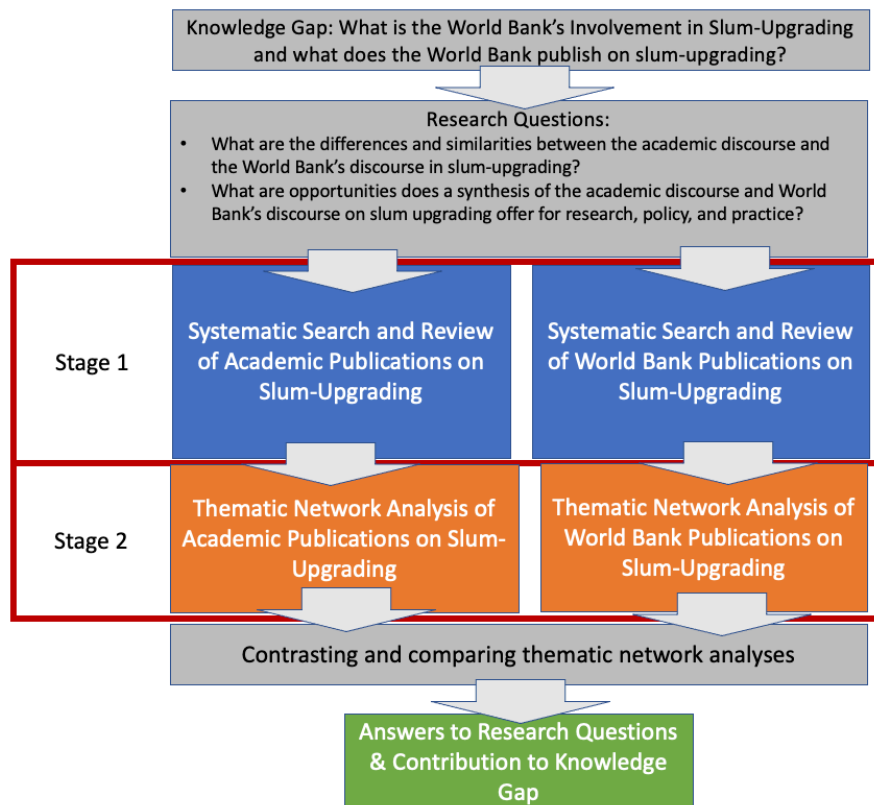 Knowledge Gap: What is the World Bank's Involvement in Slum-Upgrading
and what does the World Bank publish on slum-upgrading?
Research Questions:
• What are the differences and similarities between the academic discourse and
the World Bank's discourse in slum-upgrading?
• What are opportunities does a synthesis of the academic discourse and World
Bank's discourse on slum upgrading offer for research, policy, and practice?
Stage 1
Systematic Search and Review
of Academic Publications on
Slum-Upgrading
Systematic Search and Review
of World Bank Publications on
Slum-Upgrading
Stage 2
Thematic Network Analysis of
Academic Publications on Slum-
Upgrading
Thematic Network Analysis of
World Bank Publications on
Slum-Upgrading
Contrasting and comparing thematic network analyses
Answers to Research Questions
& Contribution to Knowledge
Gap